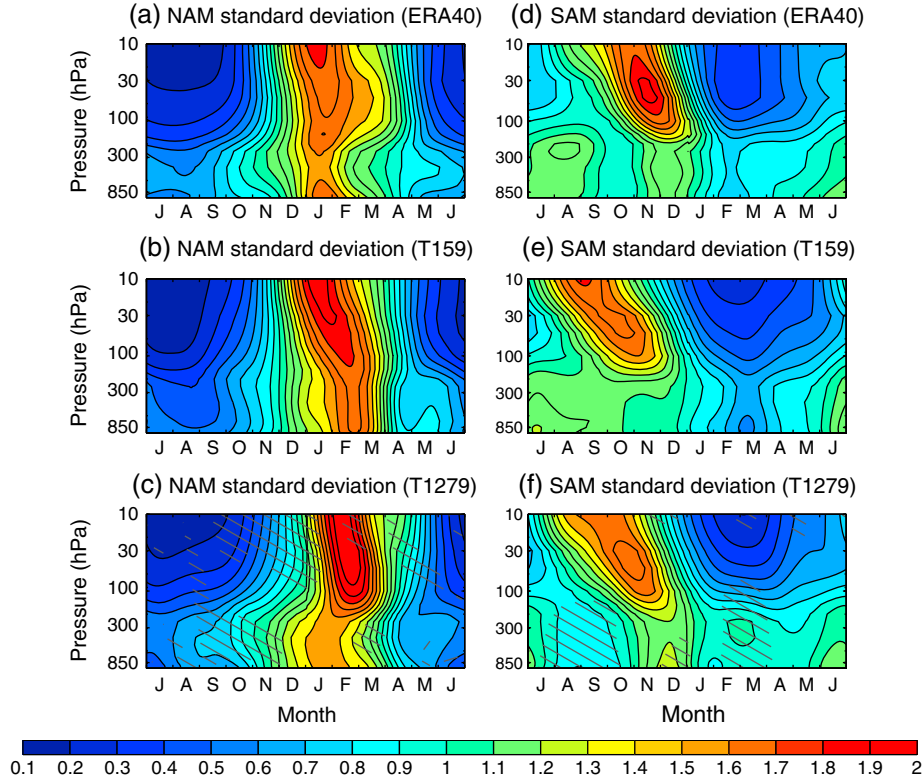 (a) NAM standard deviation (ERA40)
Pressure (hPa)
10
30
100
300
850
J A S O N D J F M A M J
(d) SAM standard deviation (ERA40)
10
30
100
300
850
J A S O N D J F M A M J
(b) NAM standard deviation (T159)
Pressure (hPa)
10
30
100
300
850
J A S O N D J F M A M J
(e) SAM standard deviation (T159)
10
30
100
300
850
J A S O N D J F M A M J
(c) NAM standard deviation (T1279)
Pressure (hPa)
10
30
100
300
850
J A S O N D J F M A M J
Month
(f) SAM standard deviation (T1279)
10
30
100
300
850
J A S O N D J F M A M J
Month
0.1 0.2 0.3 0.4 0.5 0.6 0.7 0.8 0.9 1 1.1 1.2 1.3 1.4 1.5 1.6 1.7 1.8 1.9 2